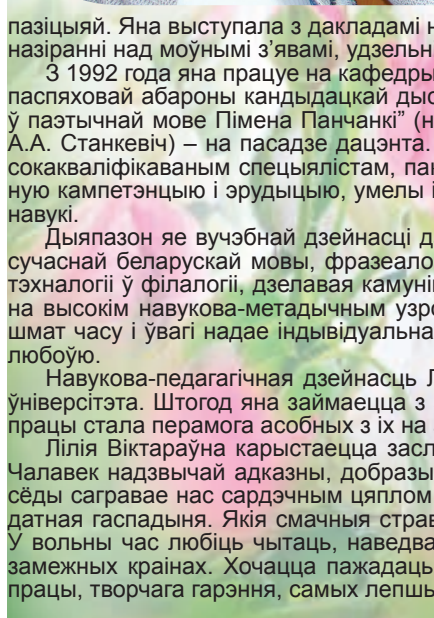 пазіцыяй. Яна выступала з дакладамі н
назіранні над моўнымі з’явамі, удзельн
З 1992 года яна працуе на кафедры
паспяховай абароны кандыдацкай дыс
ў паэтычнай мове Пімена Панчанкі” (н
А.А. Станкевіч) – на пасадзе дацэнта.
сокакваліфікаваным спецыялістам, пан
ную кампетэнцыю і эрудыцыю, умелы і
навукі.
Дыяпазон яе вучэбнай дзейнасці д
сучаснай беларускай мовы, фразеало
тэхналогіі ў філалогіі, дзелавая камуні
на высокім навукова-метадычным узро
шмат часу і ўвагі надае індывідуальна
любоўю.
Навукова-педагагічная дзейнасць Л
ўніверсітэта. Штогод яна займаецца з
працы стала перамога асобных з іх на
Лілія Віктараўна карыстаецца засл
Чалавек надзвычай адказны, добразы
сёды сагравае нас сардэчным цяплом
датная гаспадыня. Якія смачныя страв
У вольны час любіць чытаць, наведва
замежных краінах. Хочацца пажадаць
працы, творчага гарэння, самых лепшы